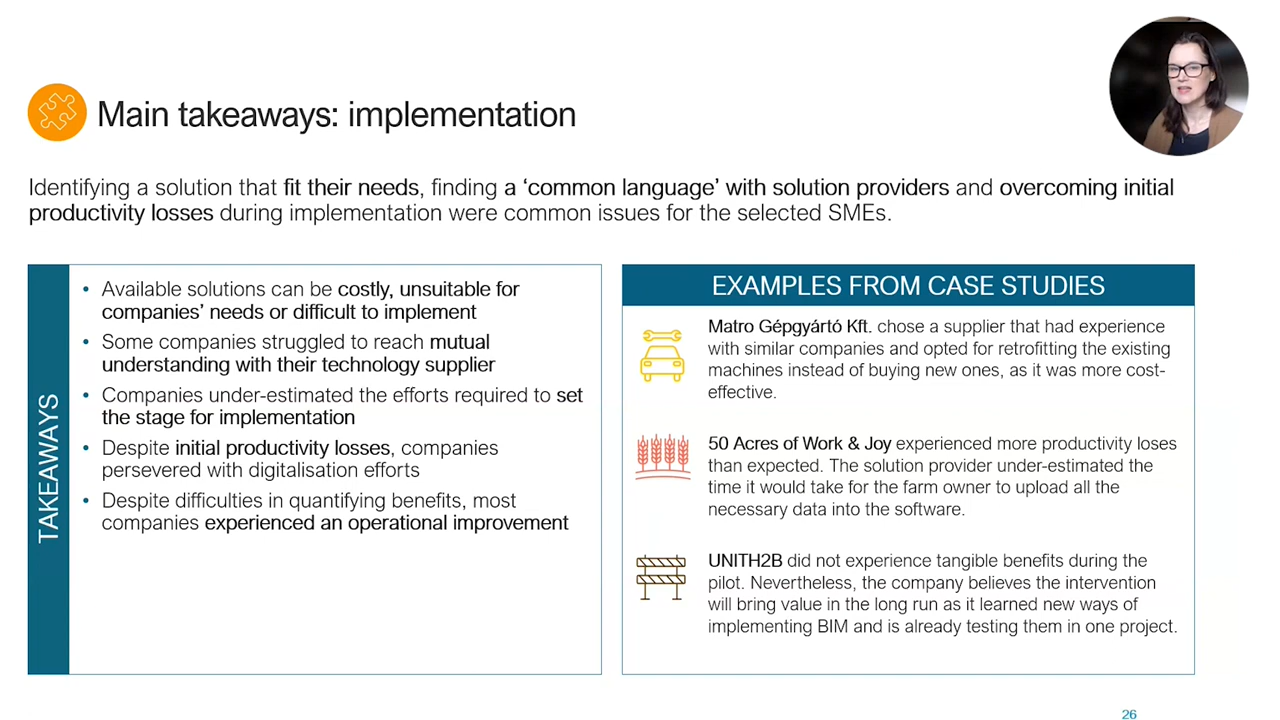 Main takeaways: implementation
Identifying a solution that fit their needs, finding a ‘common language’ with solution providers and overcoming initial
productivity losses during implementation were common issues for the selected SMEs.
TAKEAWAYS
• Available solutions can be costly, unsuitable for
companies’ needs or difficult to implement
• Some companies struggled to reach mutual
understanding with their technology supplier
• Companies under-estimated the efforts required to set
the stage for implementation
• Despite initial productivity losses, companies
persevered with digitalisation efforts
• Despite difficulties in quantifying benefits, most
companies experienced an operational improvement
EXAMPLES FROM CASE STUDIES
Matro Gépgyártó Kft. chose a supplier that had experience
with similar companies and opted for retrofitting the existing
machines instead of buying new ones, as it was more cost-
effective.
50 Acres of Work & Joy experienced more productivity loses
than expected. The solution provider under-estimated the
time it would take for the farm owner to upload all the
necessary data into the software.
UNITH2B did not experience tangible benefits during the
pilot. Nevertheless, the company believes the intervention
will bring value in the long run as it learned new ways of
implementing BIM and is already testing them in one project.
26